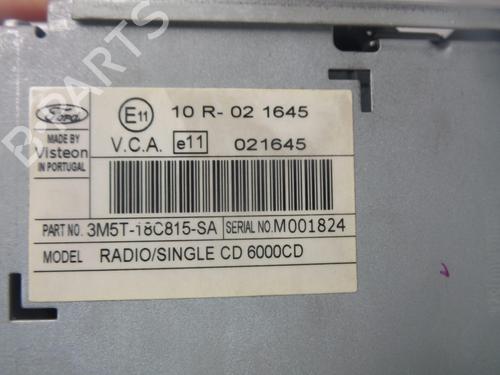 Ford
E11
10 R- 02 1645
MADE BY
Visteon
IN PORTUGAL
V.C.A. e11 021645
PART NO. 3M5T-18C815-SA SERIAL NO. M001824
MODEL RADIO/SINGLE CD 6000CD
B PARTS